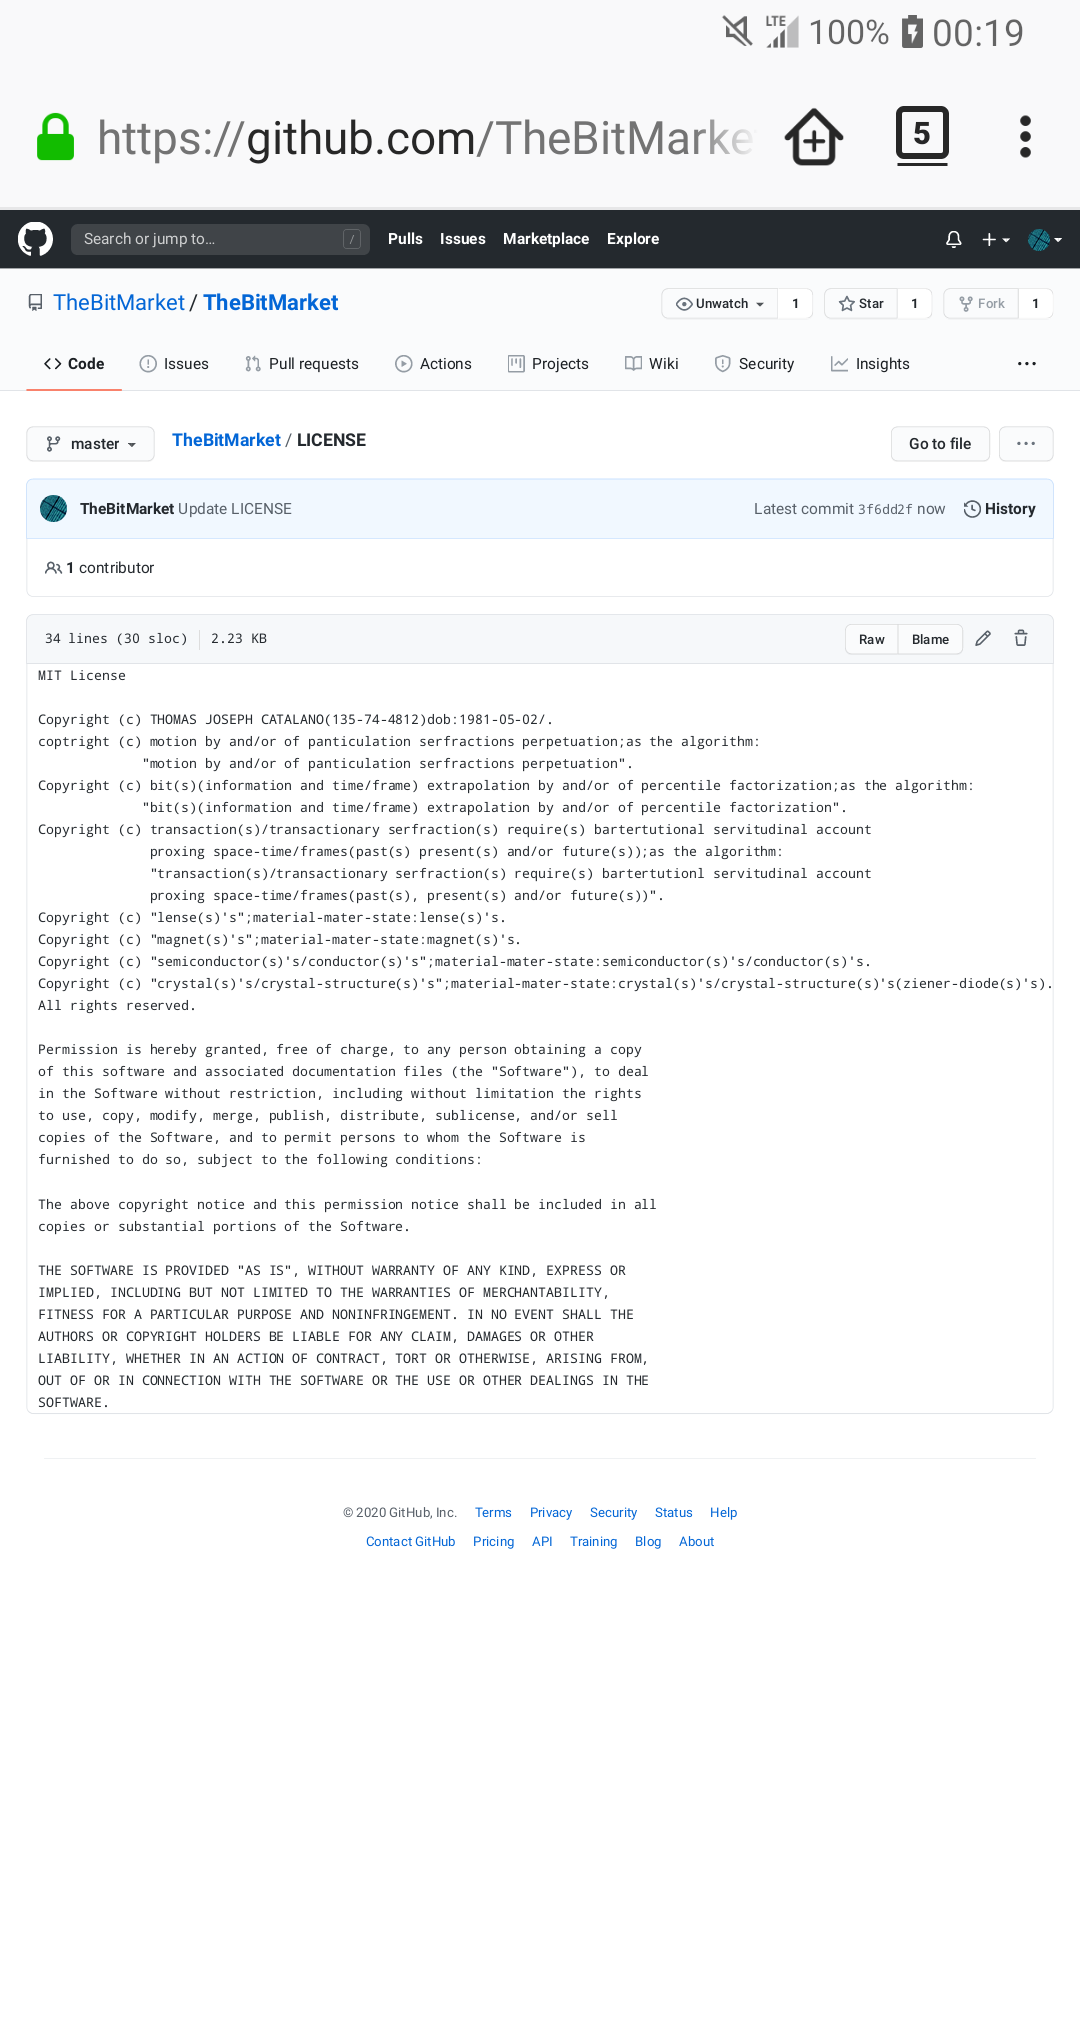 LTE 100% 00:19
https://github.com/TheBitMarke 5
Search or jump to... / Pulls Issues Marketplace Explore
TheBitMarket / TheBitMarket Unwatch 1 Star 1 Fork 1
Code Issues Pull requests Actions Projects Wiki Security Insights
master TheBitMarket / LICENSE Go to file
TheBitMarket Update LICENSE Latest commit 3f6dd2f now History
1 contributor
34 lines (30 sloc) 2.23 KB Raw Blame
MIT License
Copyright (c) THOMAS JOSEPH CATALANO(135-74-4812)dob:1981-05-02/.
coptright (c) motion by and/or of panticulation serfractions perpetuation;as the algorithm:
"motion by and/or of panticulation serfractions perpetuation".
Copyright (c) bit(s)(information and time/frame) extrapolation by and/or of percentile factorization;as the algorithm:
"bit(s)(information and time/frame) extrapolation by and/or of percentile factorization".
Copyright (c) transaction(s)/transactionary serfraction(s) require(s) bartertutional servitudinal account
proxing space-time/frames(past(s) present(s) and/or future(s));as the algorithm:
"transaction(s)/transactionary serfraction(s) require(s) bartertutionl servitudinal account
proxing space-time/frames(past(s), present(s) and/or future(s))".
Copyright (c) "lense(s)'s";material-mater-state:lense(s)'s.
Copyright (c) "magnet(s)'s";material-mater-state:magnet(s)'s.
Copyright (c) "semiconductor(s)'s/conductor(s)'s";material-mater-state:semiconductor(s)'s/conductor(s)'s.
Copyright (c) "crystal(s)'s/crystal-structure(s)'s";material-mater-state:crystal(s)'s/crystal-structure(s)'s(ziener-diode(s)'s).
All rights reserved.
Permission is hereby granted, free of charge, to any person obtaining a copy
of this software and associated documentation files (the "Software"), to deal
in the Software without restriction, including without limitation the rights
to use, copy, modify, merge, publish, distribute, sublicense, and/or sell
copies of the Software, and to permit persons to whom the Software is
furnished to do so, subject to the following conditions:
The above copyright notice and this permission notice shall be included in all
copies or substantial portions of the Software.
THE SOFTWARE IS PROVIDED "AS IS", WITHOUT WARRANTY OF ANY KIND, EXPRESS OR
IMPLIED, INCLUDING BUT NOT LIMITED TO THE WARRANTIES OF MERCHANTABILITY,
FITNESS FOR A PARTICULAR PURPOSE AND NONINFRINGEMENT. IN NO EVENT SHALL THE
AUTHORS OR COPYRIGHT HOLDERS BE LIABLE FOR ANY CLAIM, DAMAGES OR OTHER
LIABILITY, WHETHER IN AN ACTION OF CONTRACT, TORT OR OTHERWISE, ARISING FROM,
OUT OF OR IN CONNECTION WITH THE SOFTWARE OR THE USE OR OTHER DEALINGS IN THE
SOFTWARE.
© 2020 GitHub, Inc. Terms Privacy Security Status Help
Contact GitHub Pricing API Training Blog About